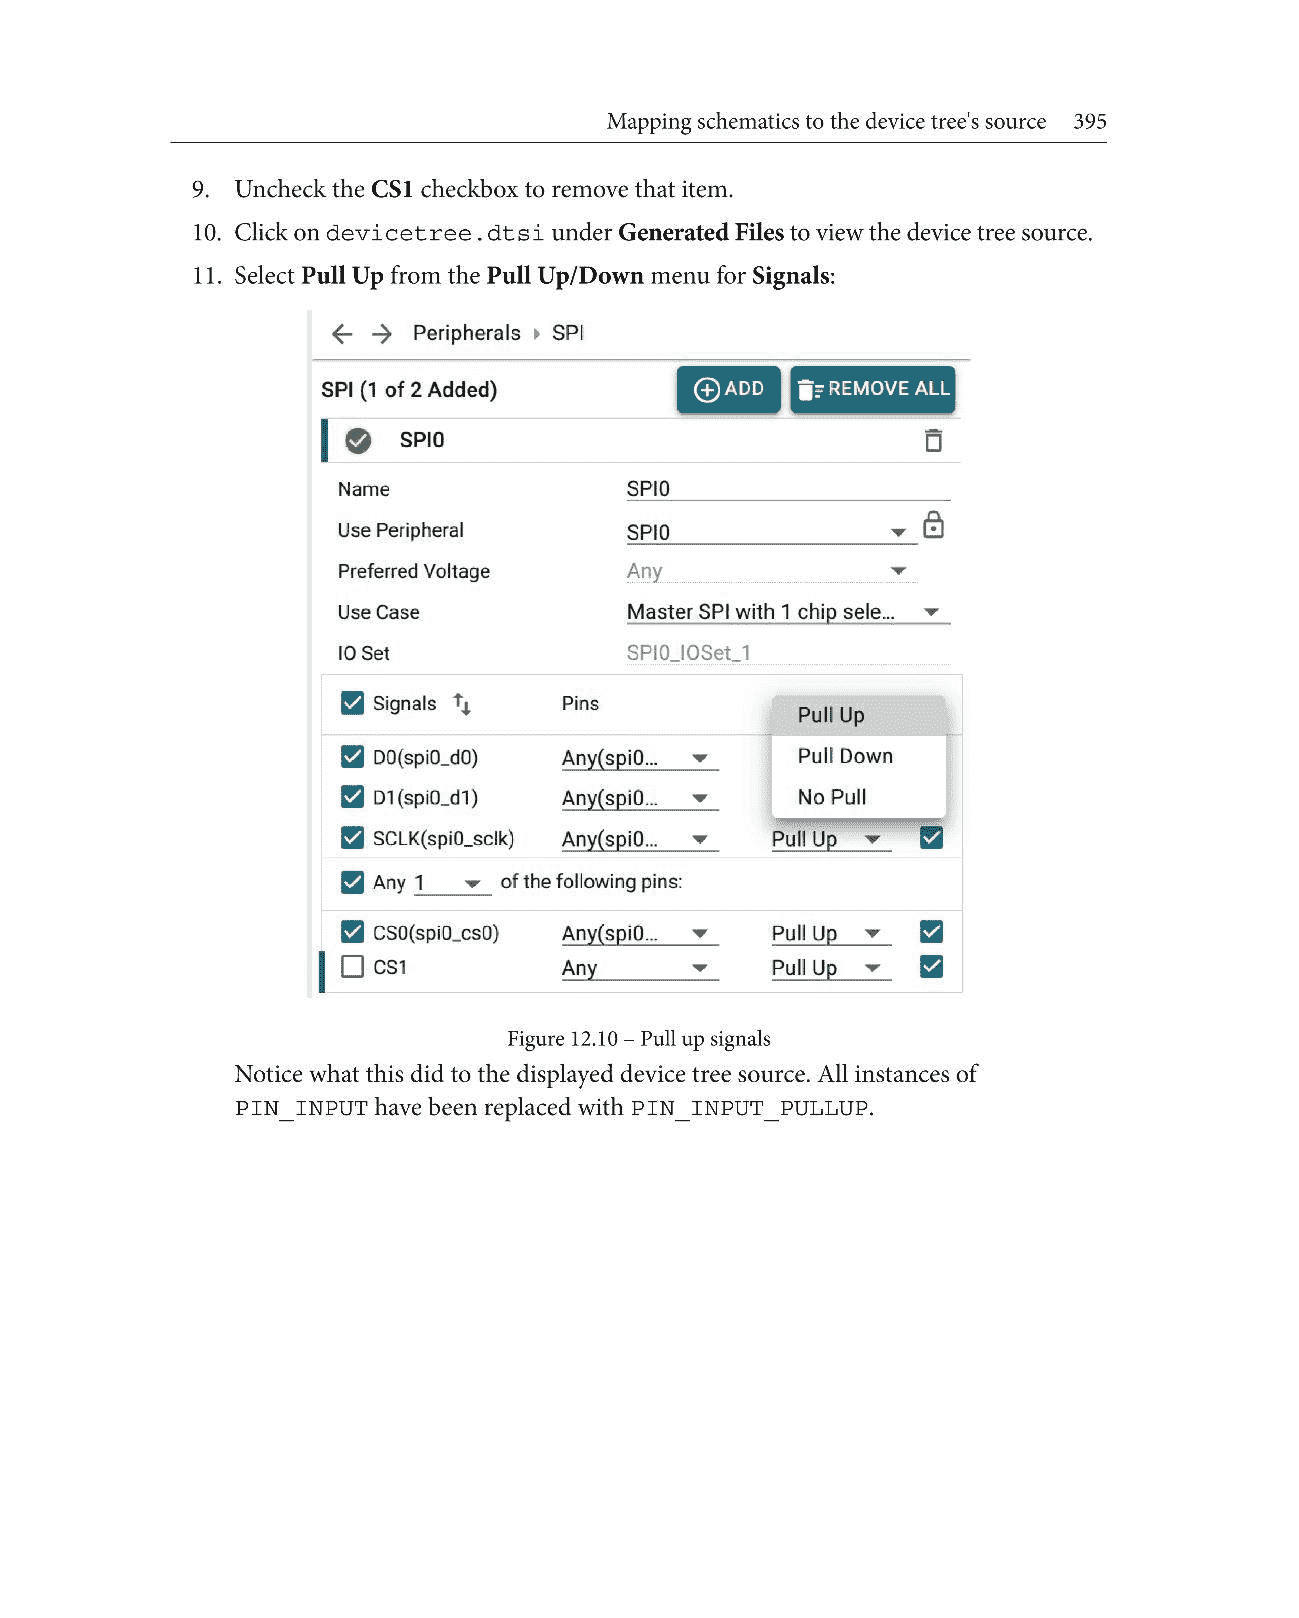 Mapping schematics to the device tree's source 395
9. Uncheck the CS1 checkbox to remove that item.
10. Click on devicetree.dtsi under Generated Files to view the device tree source.
11. Select Pull Up from the Pull Up/Down menu for Signals:
Peripherals SPI
SPI (1 of 2 Added) ADD REMOVE ALL
SPI0
Name SPI0
Use Peripheral SPI0
Preferred Voltage Any
Use Case Master SPI with 1 chip sele...
IO Set SPI0_IOSet_1
Signals Pins Pull Up
D0(spi0_d0) Any(spi0... Pull Down
D1(spi0_d1) Any(spi0... No Pull
SCLK(spi0_sclk) Any(spi0... Pull Up
Any 1 of the following pins:
CS0(spi0_cs0) Any(spi0... Pull Up
CS1 Any Pull Up
Figure 12.10 – Pull up signals
Notice what this did to the displayed device tree source. All instances of
PIN_INPUT have been replaced with PIN_INPUT_PULLUP.